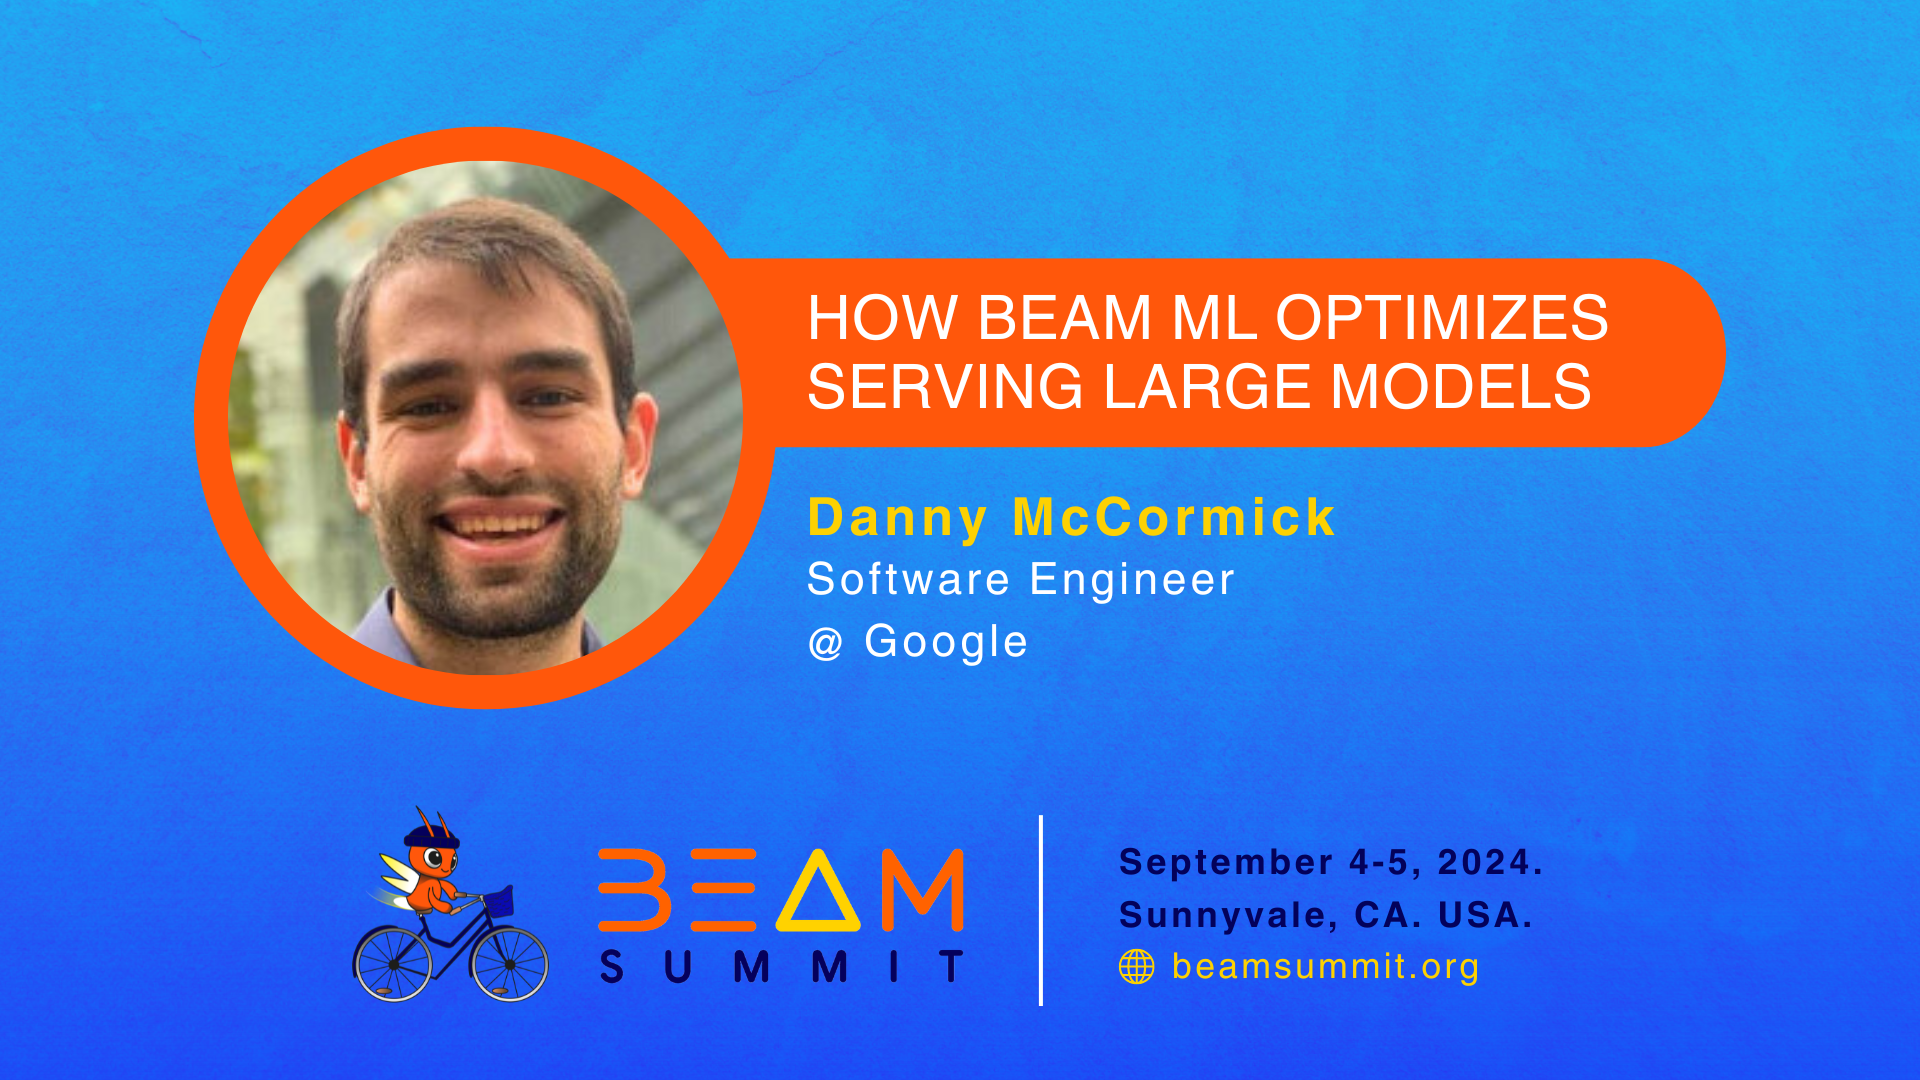 HOW BEAM ML OPTIMIZES
SERVING LARGE MODELS
Danny McCormick
Software Engineer
@ Google
BEAM
SUMMIT
September 4-5, 2024.
Sunnyvale, CA. USA.
beamsummit.org